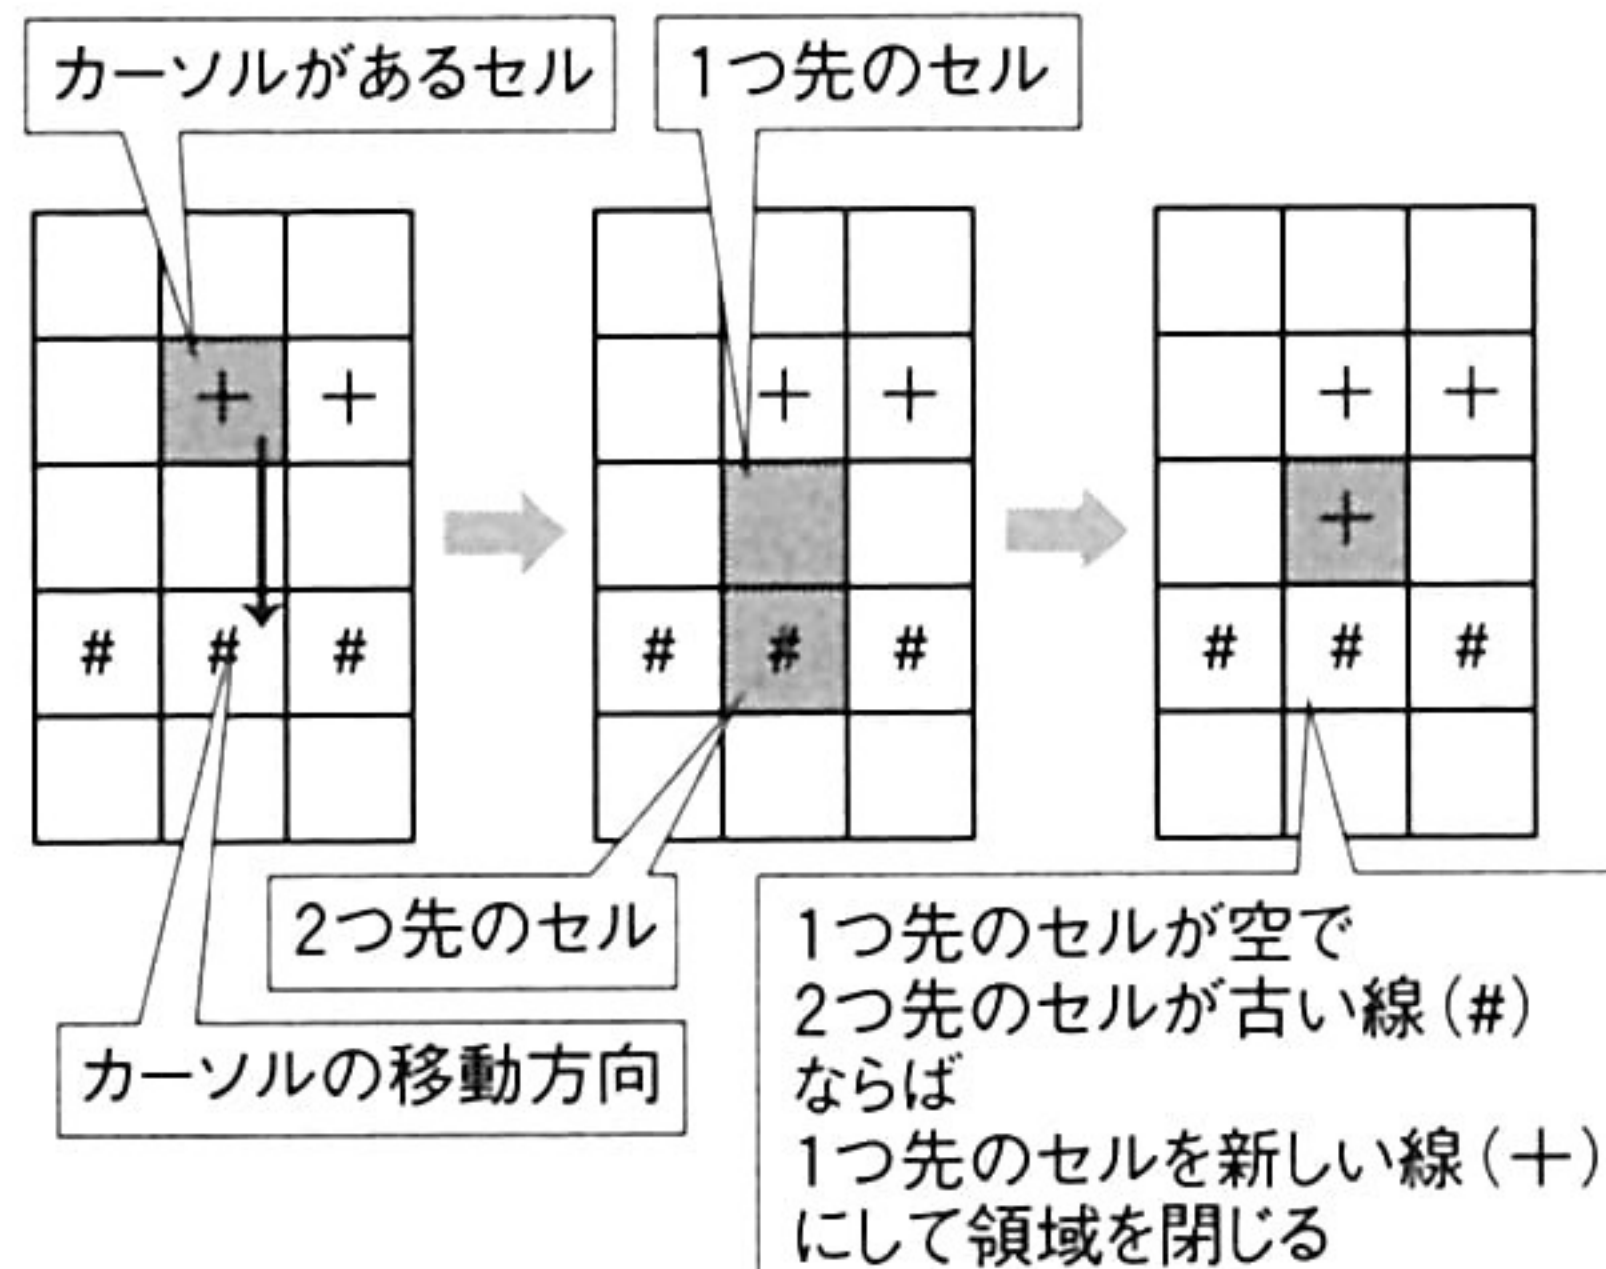 カーソルがあるセル
1つ先のセル
+ +
# # #
+ +
# # #
+ +
+
# # #
2つ先のセル
カーソルの移動方向
1つ先のセルが空で
2つ先のセルが古い線(#)
ならば
1つ先のセルを新しい線(+)
にして領域を閉じる